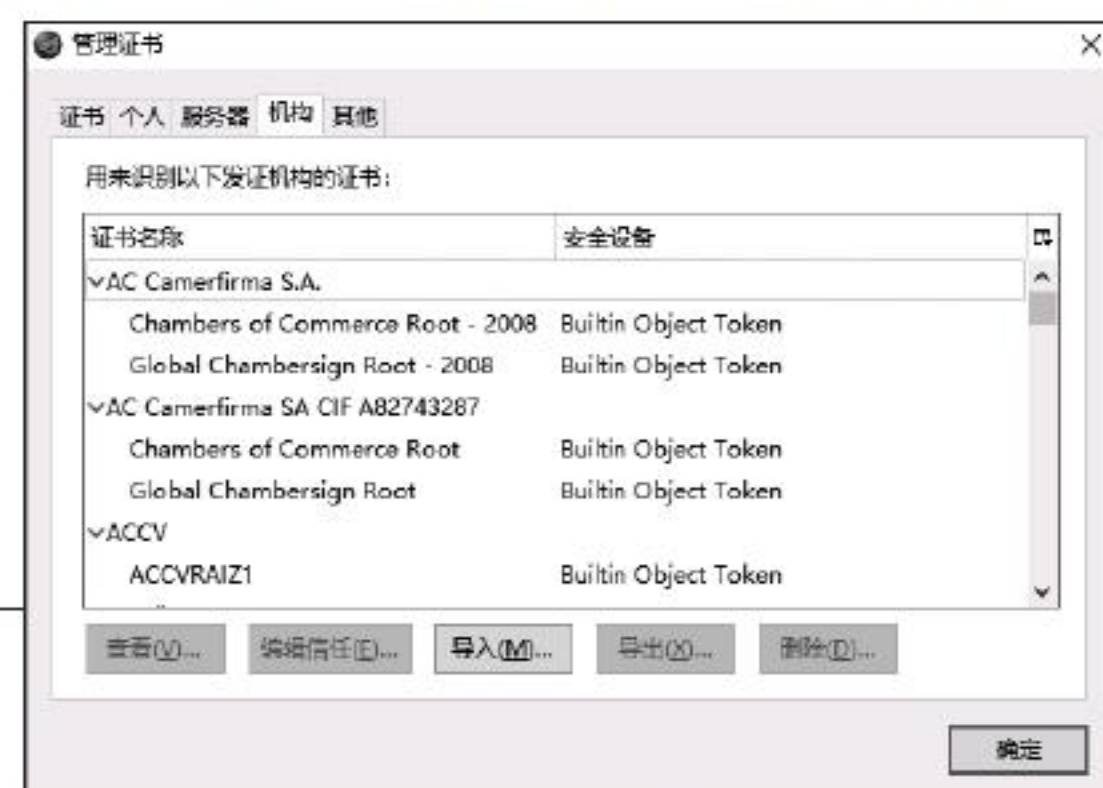 管理证书
证书 个人 服务器 机构 其他
用来识别以下发证机构的证书:
证书名称 安全设备
AC Camerfirma S.A.
Chambers of Commerce Root - 2008 Builtin Object Token
Global Chambersign Root - 2008 Builtin Object Token
AC Camerfirma SA CIF A82743287
Chambers of Commerce Root Builtin Object Token
Global Chambersign Root Builtin Object Token
ACCV
ACCVRAIZ1 Builtin Object Token
查看(V)... 编辑信任(E)... 导入(M)... 导出(X)... 删除(D)...
确定